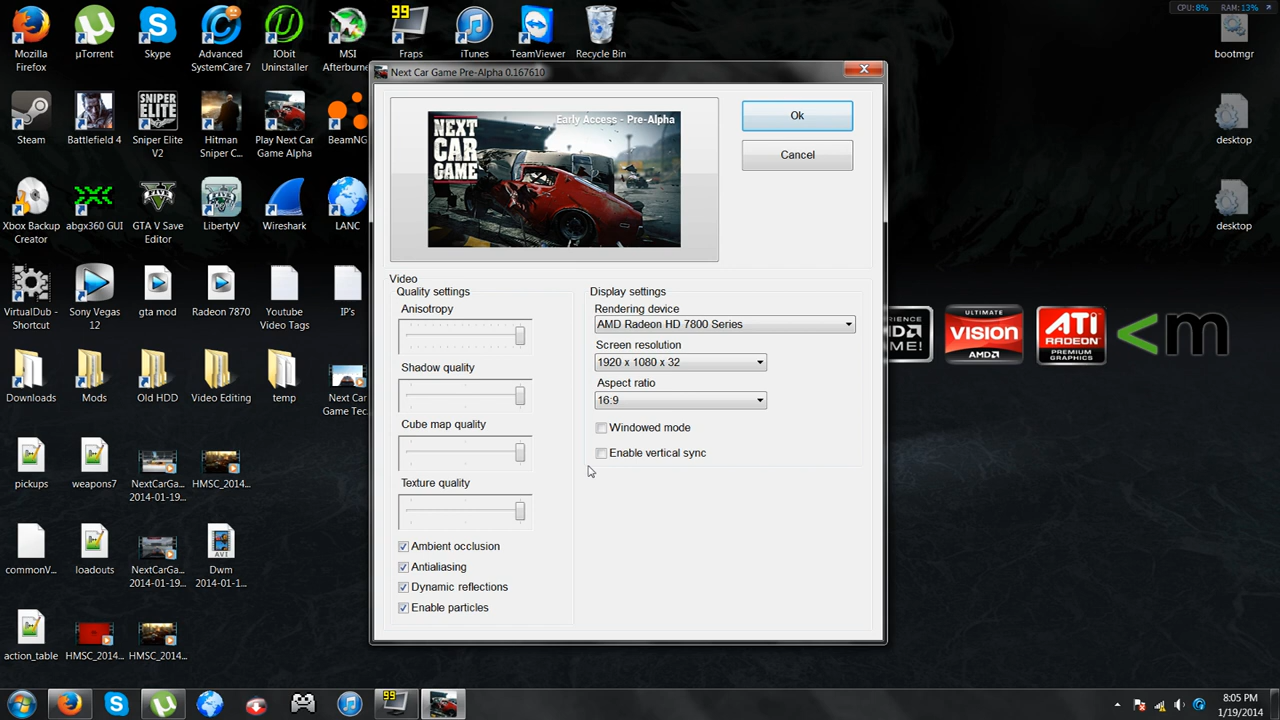 CPU: 8% RAM: 13%
99
Mozilla
Firefox
µTorrent
Skype
Advanced
SystemCare 7
IObit
Uninstaller
MSI
Afterburne
Fraps
iTunes
TeamViewer
Recycle Bin
bootmgr
Steam
Battlefield 4
SNIPER
ELITE
V2
Sniper Elite
V2
Hitman
Sniper C...
Play Next Car
Game Alpha
BeamNG
desktop
Xbox Backup
Creator
abgx360 GUI
GTA V Save
Editor
LibertyV
Wireshark
LANC
desktop
VirtualDub -
Shortcut
Sony Vegas
12
gta mod
Radeon 7870
Youtube
Video Tags
IP's
Downloads
Mods
Old HDD
Video Editing
temp
Next Car
Game Tec...
pickups
weapons7
NextCarGa...
2014-01-19...
HMSC_2014...
commonV...
loadouts
NextCarGa...
2014-01-19...
AVI
Dwm
2014-01-1...
action_table
HMSC_2014...
HMSC_2014...
Next Car Game Pre-Alpha 0.167610
Early Access - Pre-Alpha
NEXT
CAR
GAME
Ok
Cancel
Video
Quality settings
Anisotropy
Shadow quality
Cube map quality
Texture quality
Ambient occlusion
Antialiasing
Dynamic reflections
Enable particles
Display settings
Rendering device
AMD Radeon HD 7800 Series
Screen resolution
1920 x 1080 x 32
Aspect ratio
16:9
Windowed mode
Enable vertical sync
ULTIMATE
VISION
AMD
ATI
RADEON
PREMIUM
GRAPHICS
<m
99
8:05 PM
1/19/2014